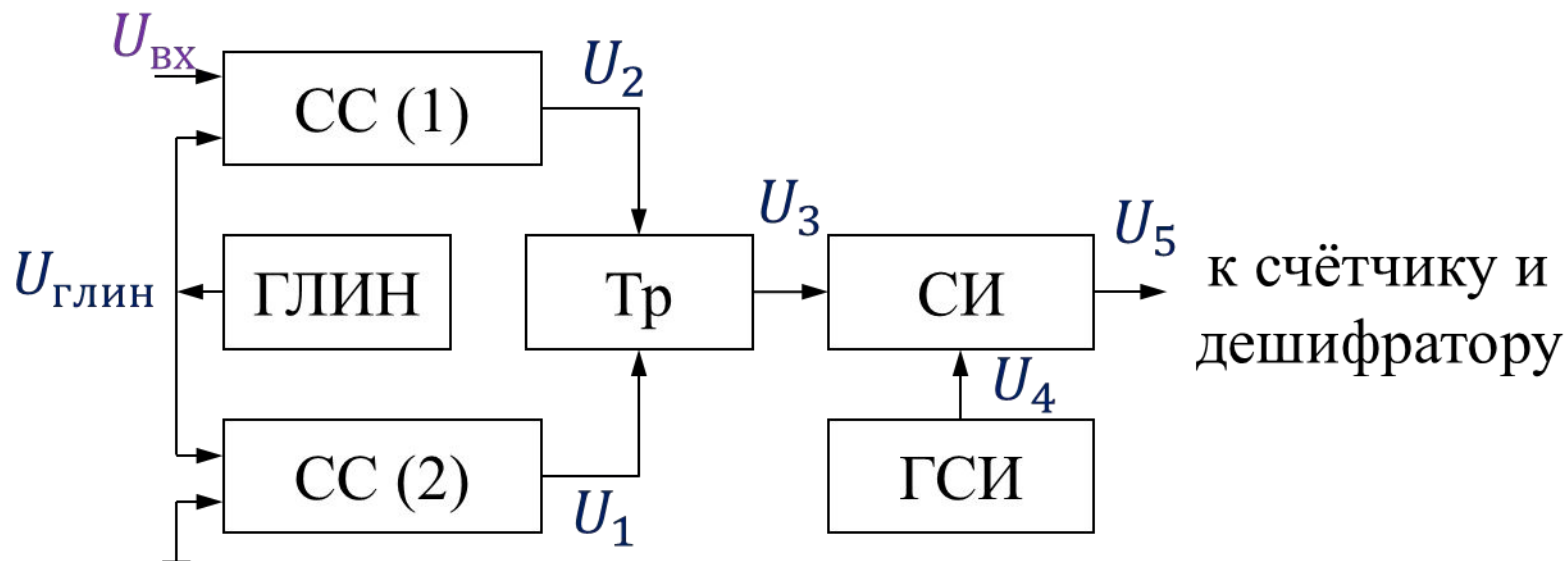 U вх
СС (1)
U 2
U глин
ГЛИН
Тр
U 3
СИ
U 5
к счётчику и
дешифратору
U 4
СС (2)
U 1
ГСИ